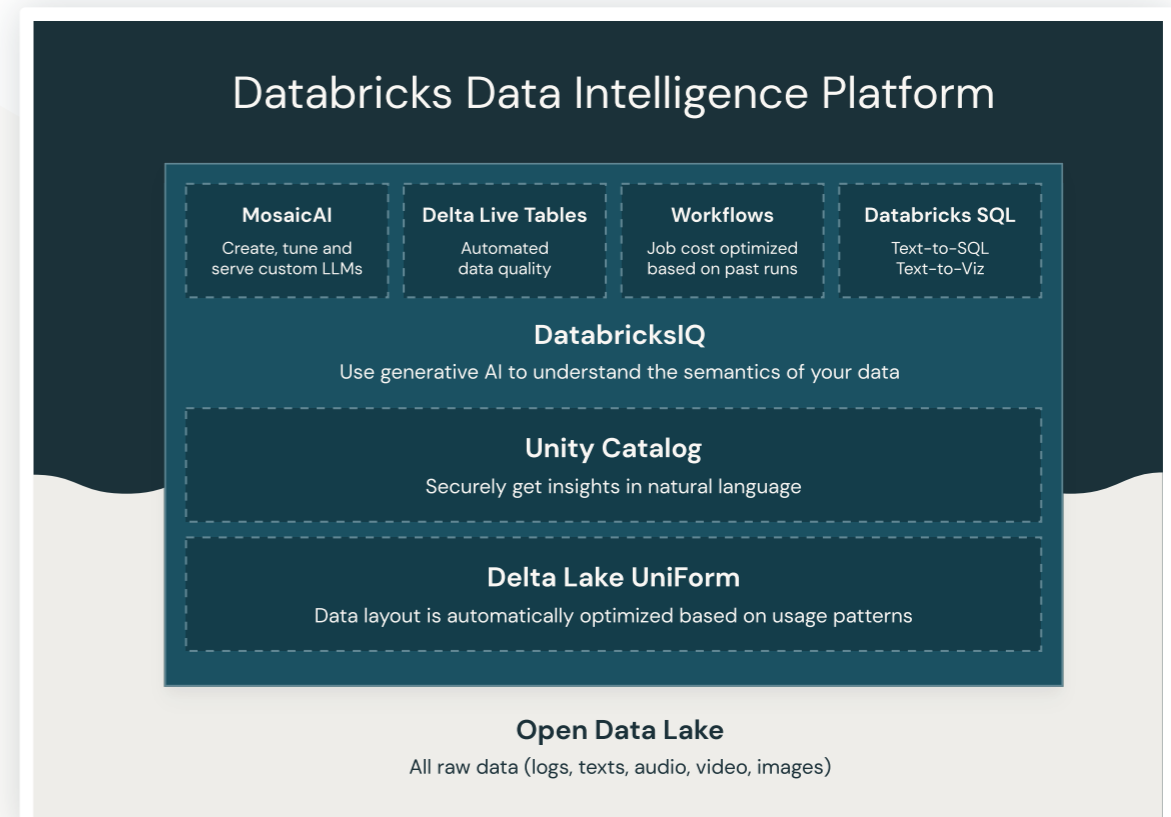 Databricks Data Intelligence Platform
MosaicAI
Create, tune and
serve custom LLMs
Delta Live Tables
Automated
data quality
Workflows
Job cost optimized
based on past runs
Databricks SQL
Text-to-SQL
Text-to-Viz
DatabricksIQ
Use generative AI to understand the semantics of your data
Unity Catalog
Securely get insights in natural language
Delta Lake UniForm
Data layout is automatically optimized based on usage patterns
Open Data Lake
All raw data (logs, texts, audio, video, images)